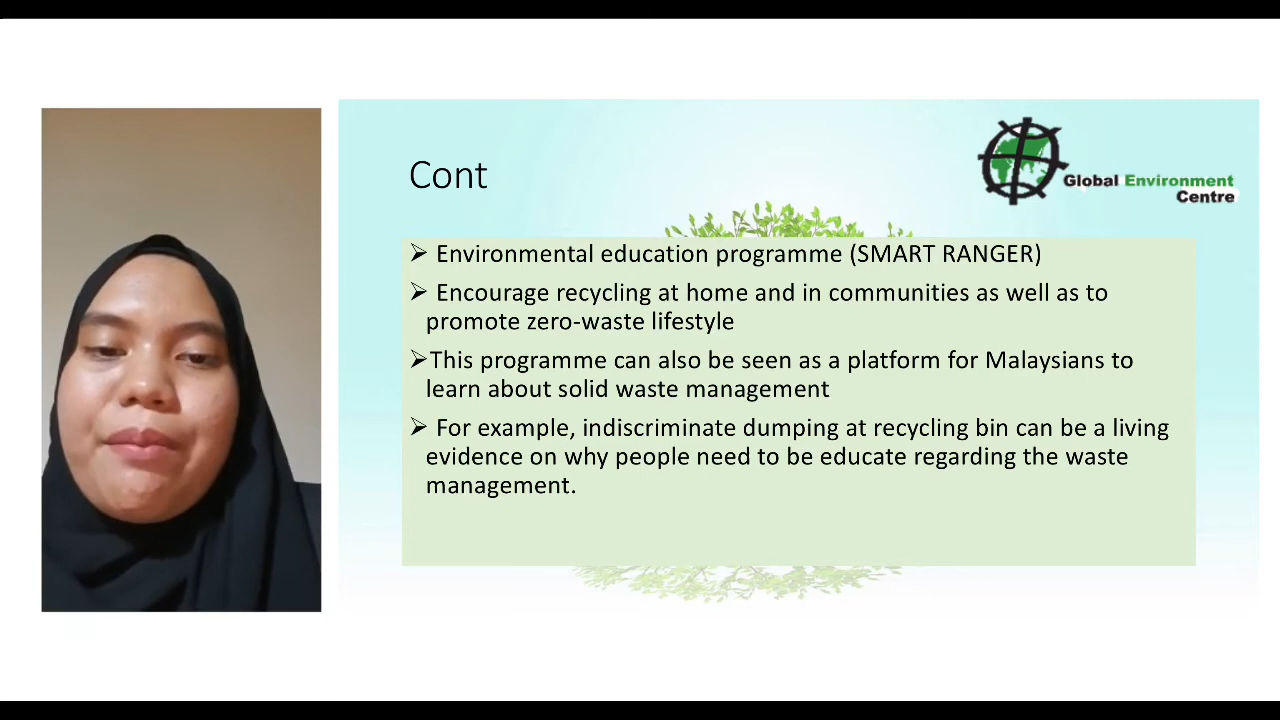 Cont
Global Environment
Centre
➢ Environmental education programme (SMART RANGER)
➢ Encourage recycling at home and in communities as well as to
promote zero-waste lifestyle
➢This programme can also be seen as a platform for Malaysians to
learn about solid waste management
➢ For example, indiscriminate dumping at recycling bin can be a living
evidence on why people need to be educate regarding the waste
management.